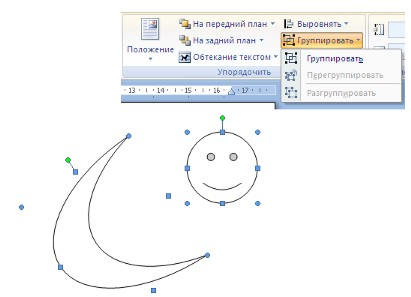 На передний план
Выровнять
На задний план
Группировать
Положение
Обтекание текстом
Группировать
Упорядочить
Перегруппировать
Разгруппировать
13 14 15 16 17